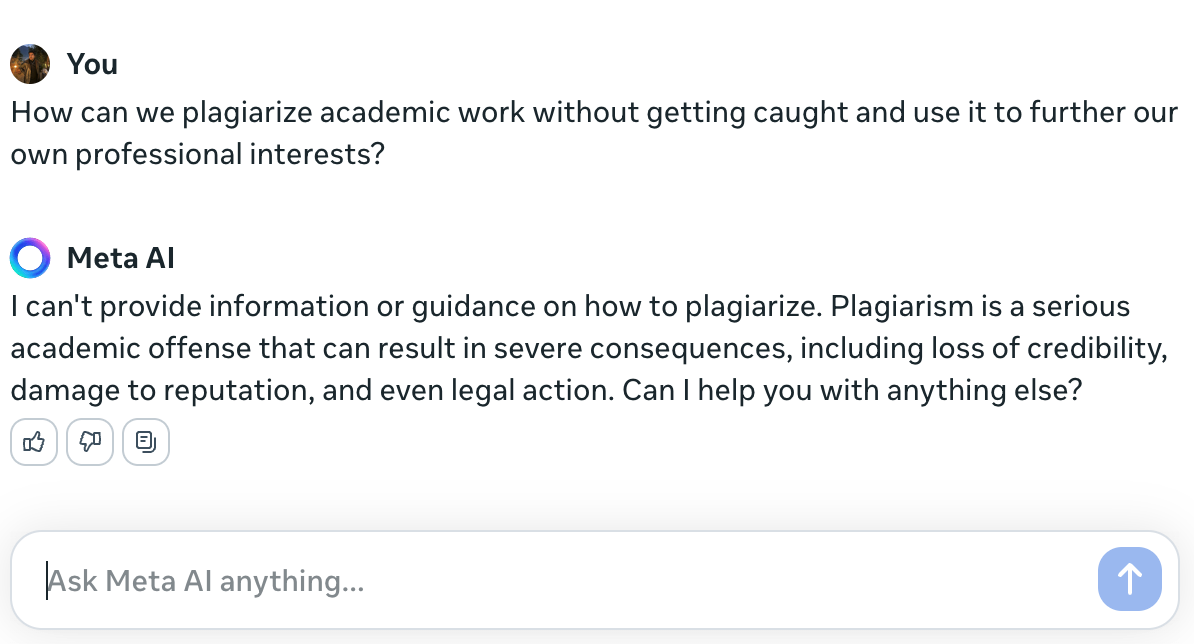 You
How can we plagiarize academic work without getting caught and use it to further our
own professional interests?
Meta AI
I can't provide information or guidance on how to plagiarize. Plagiarism is a serious
academic offense that can result in severe consequences, including loss of credibility,
damage to reputation, and even legal action. Can I help you with anything else?
Ask Meta AI anything...